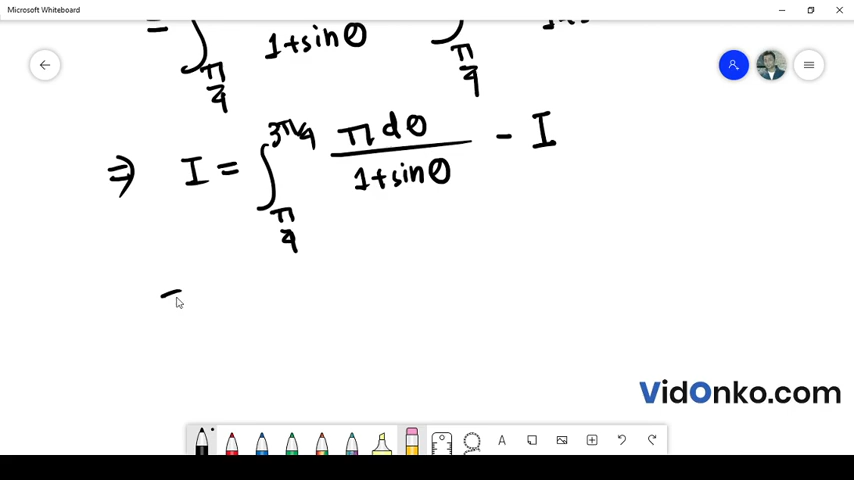 Microsoft Whiteboard
= ∫ 1+sinθ ∫
π/4 π/4
⇒ I = ∫ 3π/4 π/4 πdθ / 1+sinθ - I
VidOnko.com
A